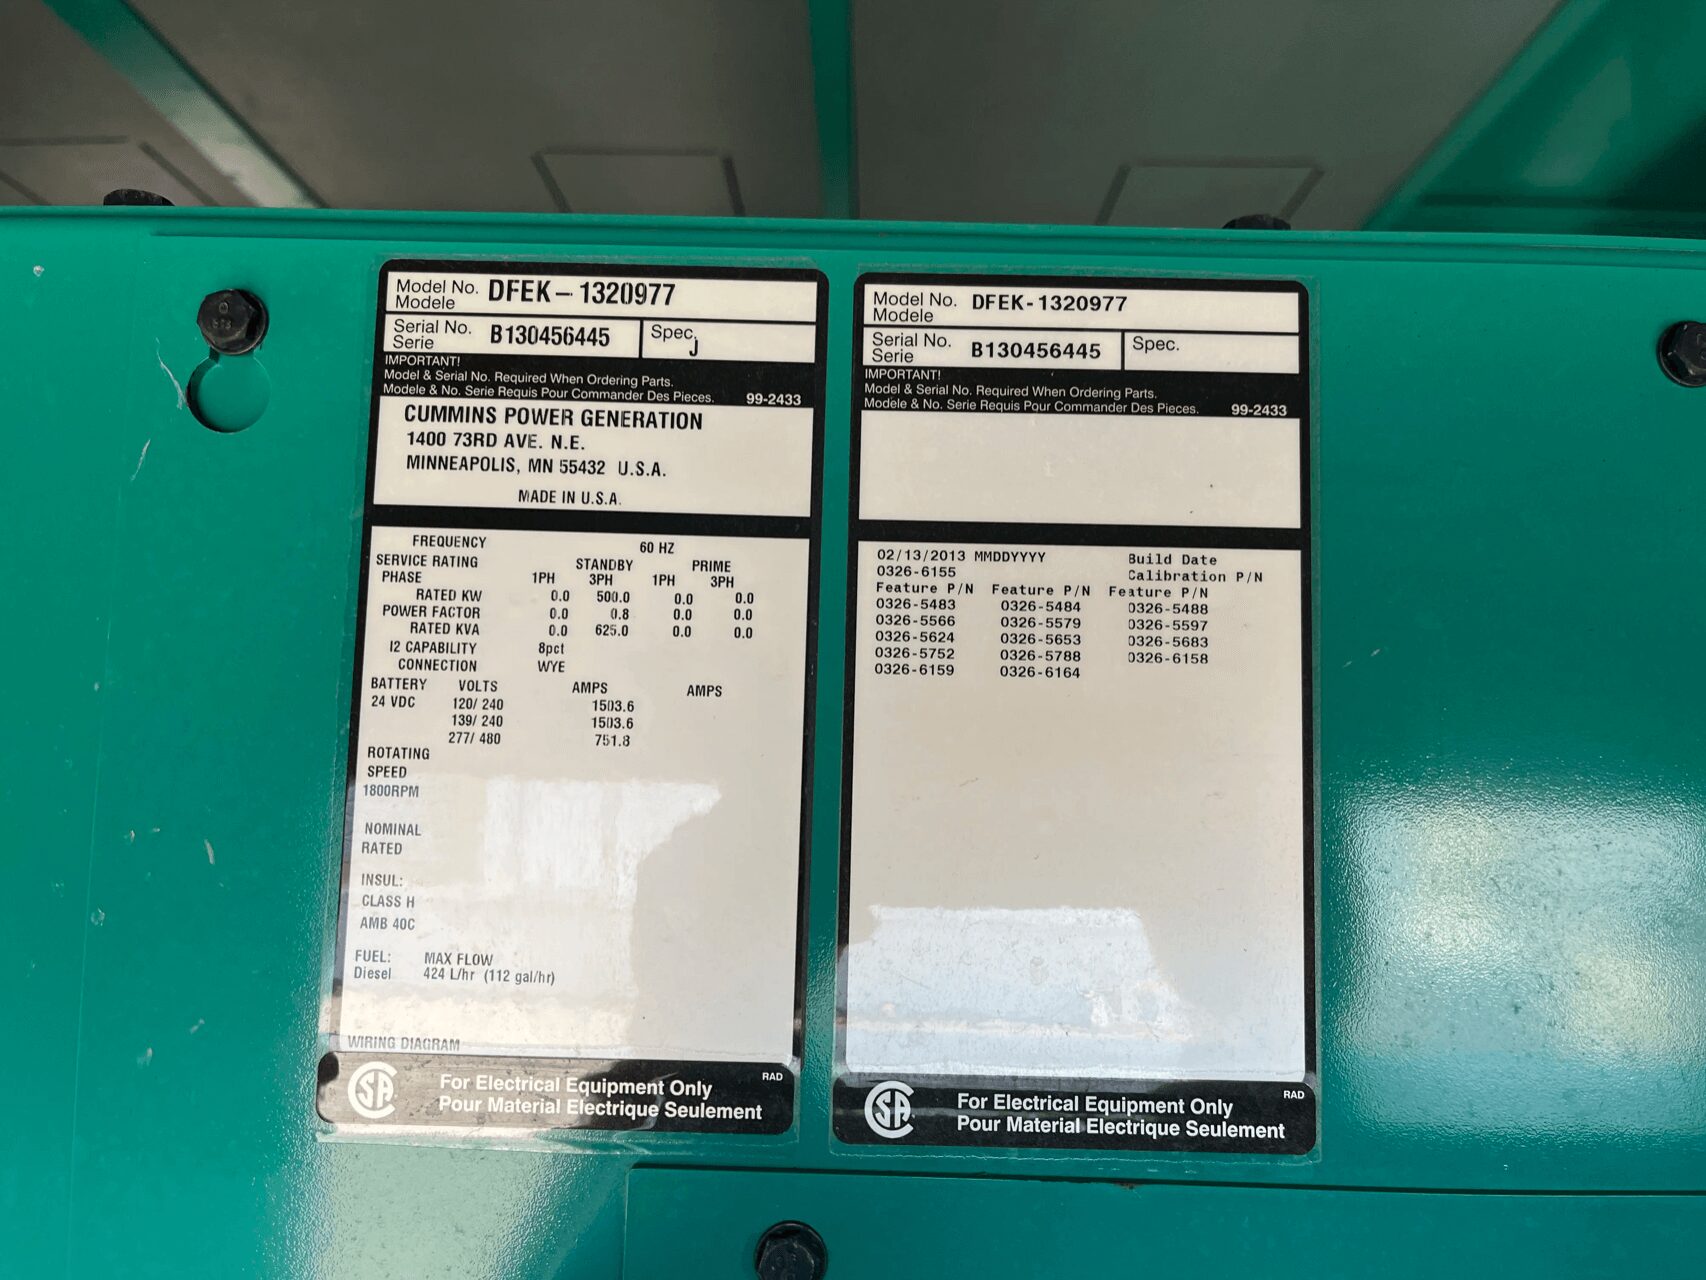 Model No. DFEK - 1320977
Modele
Serial No. B130456445 Spec. J
Serie
IMPORTANT!
Model & Serial No. Required When Ordering Parts.
Modele & No. Serie Requis Pour Commander Des Pieces. 99-2433
CUMMINS POWER GENERATION
1400 73RD AVE. N.E.
MINNEAPOLIS, MN 55432 U.S.A.
MADE IN U.S.A.
FREQUENCY 60 HZ
SERVICE RATING STANDBY PRIME
PHASE 1PH 3PH 1PH 3PH
RATED KW 0.0 500.0 0.0 0.0
POWER FACTOR 0.0 0.8 0.0 0.0
RATED KVA 0.0 625.0 0.0 0.0
I2 CAPABILITY 8pct
CONNECTION WYE
BATTERY VOLTS AMPS AMPS
24 VDC 120/ 240 1503.6
139/ 240 1503.6
277/ 480 751.8
ROTATING
SPEED
1800RPM
NOMINAL
RATED
INSUL:
CLASS H
AMB 40C
FUEL: MAX FLOW
Diesel 424 L/hr (112 gal/hr)
WIRING DIAGRAM
RAD
SA For Electrical Equipment Only
Pour Material Electrique Seulement
Model No. DFEK-1320977
Modele
Serial No. B130456445 Spec.
Serie
IMPORTANT!
Model & Serial No. Required When Ordering Parts.
Modele & No. Serie Requis Pour Commander Des Pieces. 99-2433
02/13/2013 MMDDYYYY Build Date
0326-6155 Calibration P/N
Feature P/N Feature P/N Feature P/N
0326-5483 0326-5484 0326-5488
0326-5566 0326-5579 0326-5597
0326-5624 0326-5653 0326-5683
0326-5752 0326-5788 0326-6158
0326-6159 0326-6164
RAD
SA For Electrical Equipment Only
Pour Material Electrique Seulement